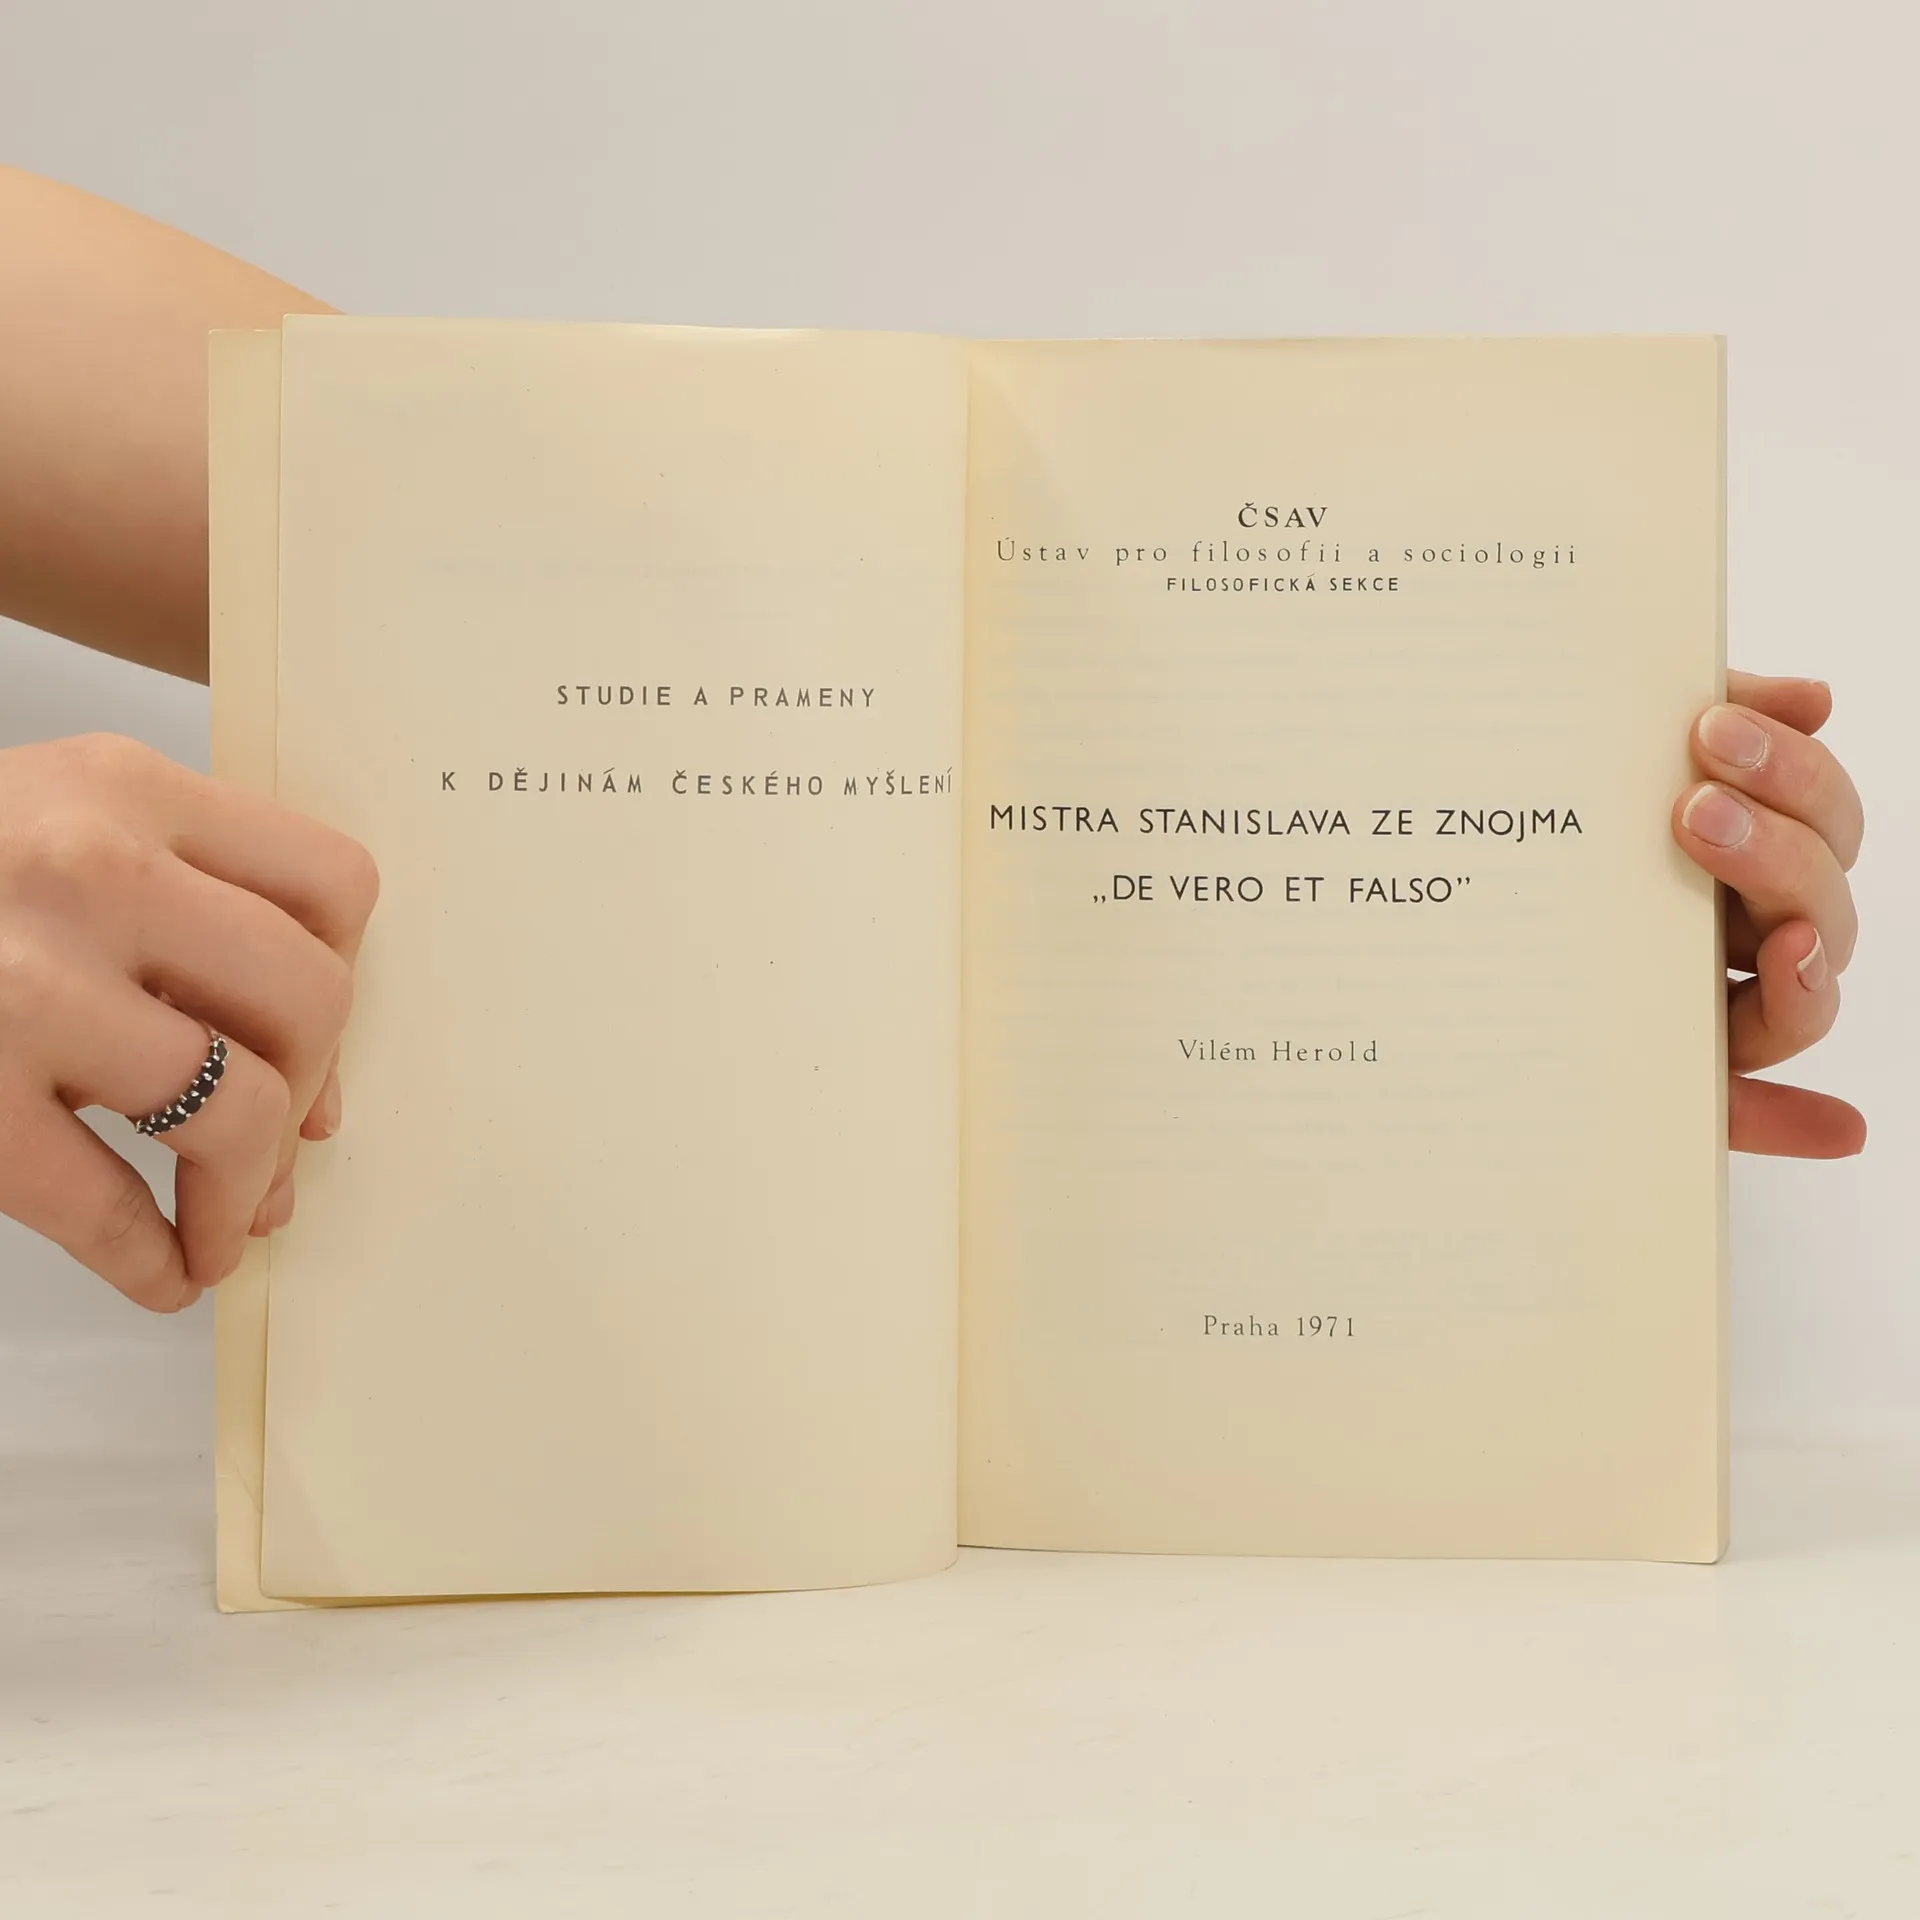 STUDIE A PRAMENY
K DĚJINÁM ČESKÉHO MYŠLENÍ
ČSAV
Ústav pro filosofii a sociologii
FILOSOFICKÁ SEKCE
MISTRA STANISLAVA ZE ZNOJMA
„DE VERO ET FALSO”
Vilém Herold
Praha 1971